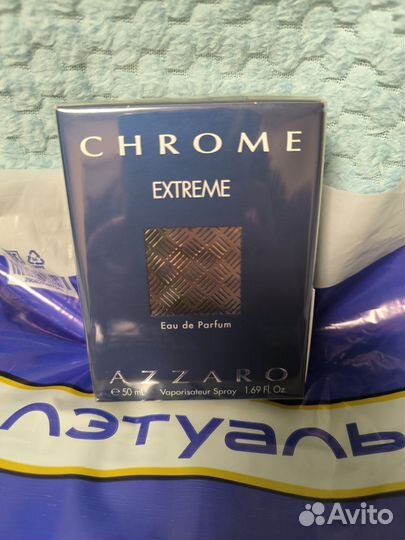 CHROME
EXTREME
Eau de Parfum
AZZARO
e 50 mL Vaporisateur Spray 1.69 Fl. Oz.
ЛЭТУАЛЬ
Avito